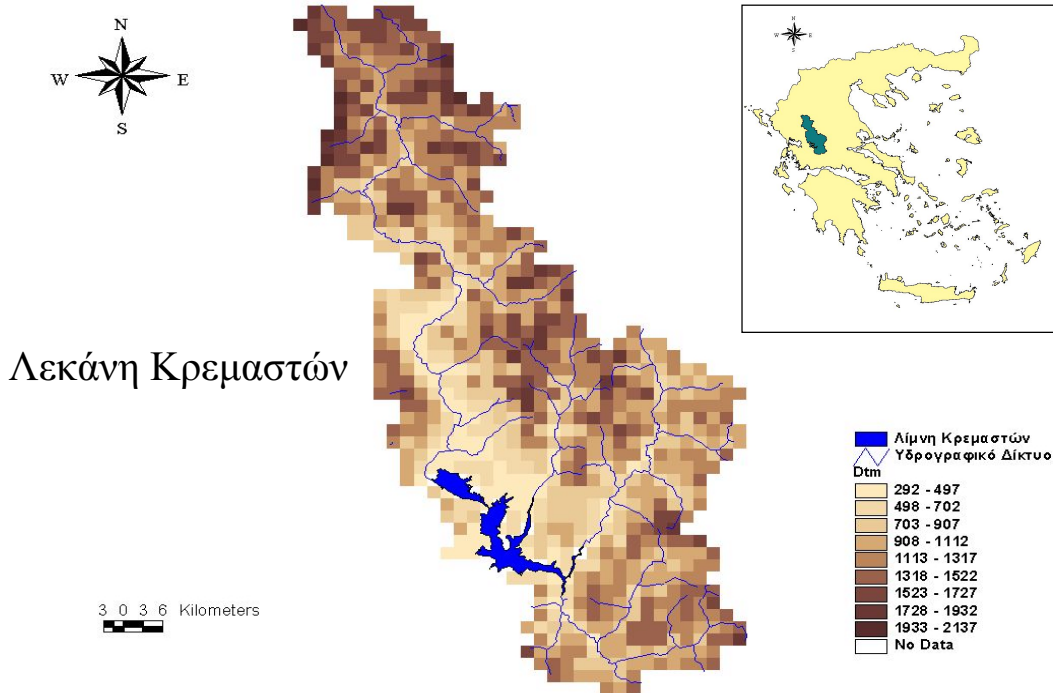 N
W E
S
N
W E
S
Λεκάνη Κρεμαστών
Λίμνη Κρεμαστών
Υδρογραφικό Δίκτυο
Dtm
292 - 497
498 - 702
703 - 907
908 - 1112
1113 - 1317
1318 - 1522
1523 - 1727
1728 - 1932
1933 - 2137
No Data
3 0 3 6 Kilometers